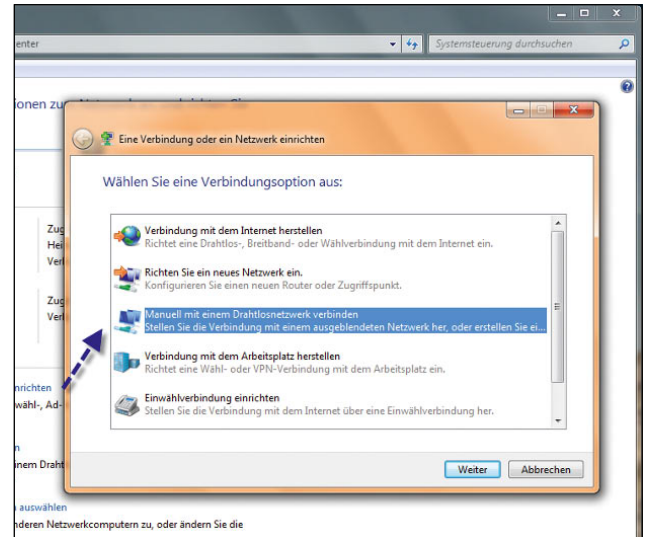 enter
Systemsteuerung durchsuchen
ionen zu
Eine Verbindung oder ein Netzwerk einrichten
Wählen Sie eine Verbindungsoption aus:
Verbindung mit dem Internet herstellen
Richtet eine Drahtlos-, Breitband- oder Wählverbindung mit dem Internet ein.
Richten Sie ein neues Netzwerk ein.
Konfigurieren Sie einen neuen Router oder Zugriffspunkt.
Manuell mit einem Drahtlosnetzwerk verbinden
Stellen Sie die Verbindung mit einem ausgeblendeten Netzwerk her, oder erstellen Sie ei...
Verbindung mit dem Arbeitsplatz herstellen
Richtet eine Wähl- oder VPN-Verbindung mit dem Arbeitsplatz ein.
Einwählverbindung einrichten
Stellen Sie die Verbindung mit dem Internet über eine Einwählverbindung her.
Weiter Abbrechen
Zug
Hei
Verl
Zug
Verl
nrichten
wähl-, Ad-
n
inem Draht
auswählen
nderen Netzwerkcomputern zu, oder ändern Sie die